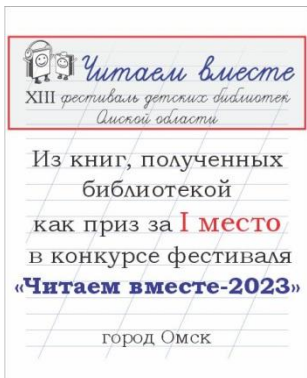 Читаем вместе
XIII фестиваль детских библиотек
Омской области
Из книг, полученных
библиотекой
как приз за I место
в конкурсе фестиваля
«Читаем вместе-2023»
город Омск